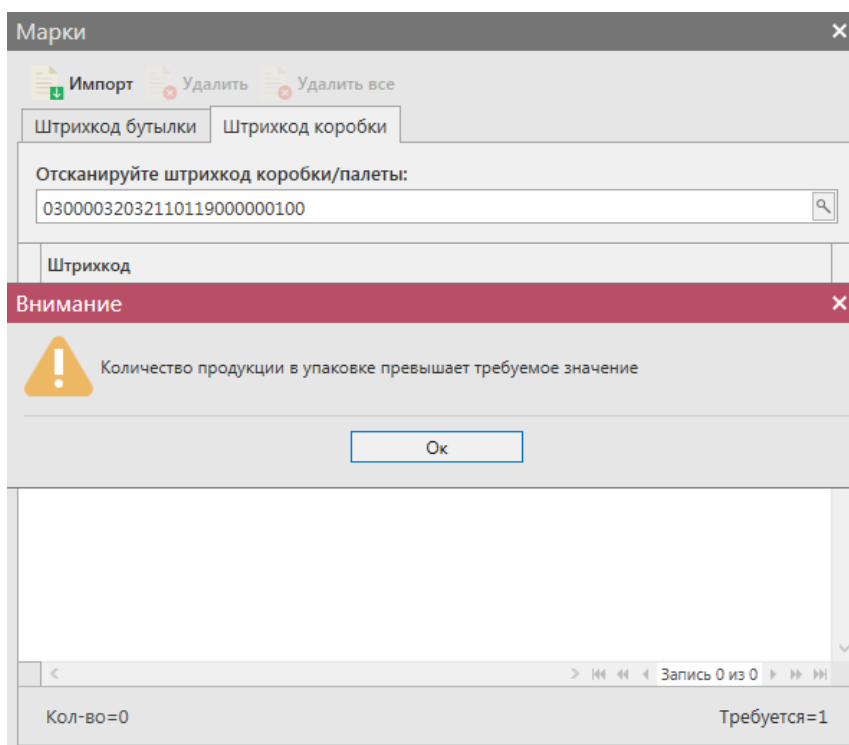 Марки
Импорт Удалить Удалить все
Штрихкод бутылки Штрихкод коробки
Отсканируйте штрихкод коробки/палеты:
03000032032110119000000100
Штрихкод
Внимание
Количество продукции в упаковке превышает требуемое значение
Ок
Запись 0 из 0
Кол-во=0 Требуется=1